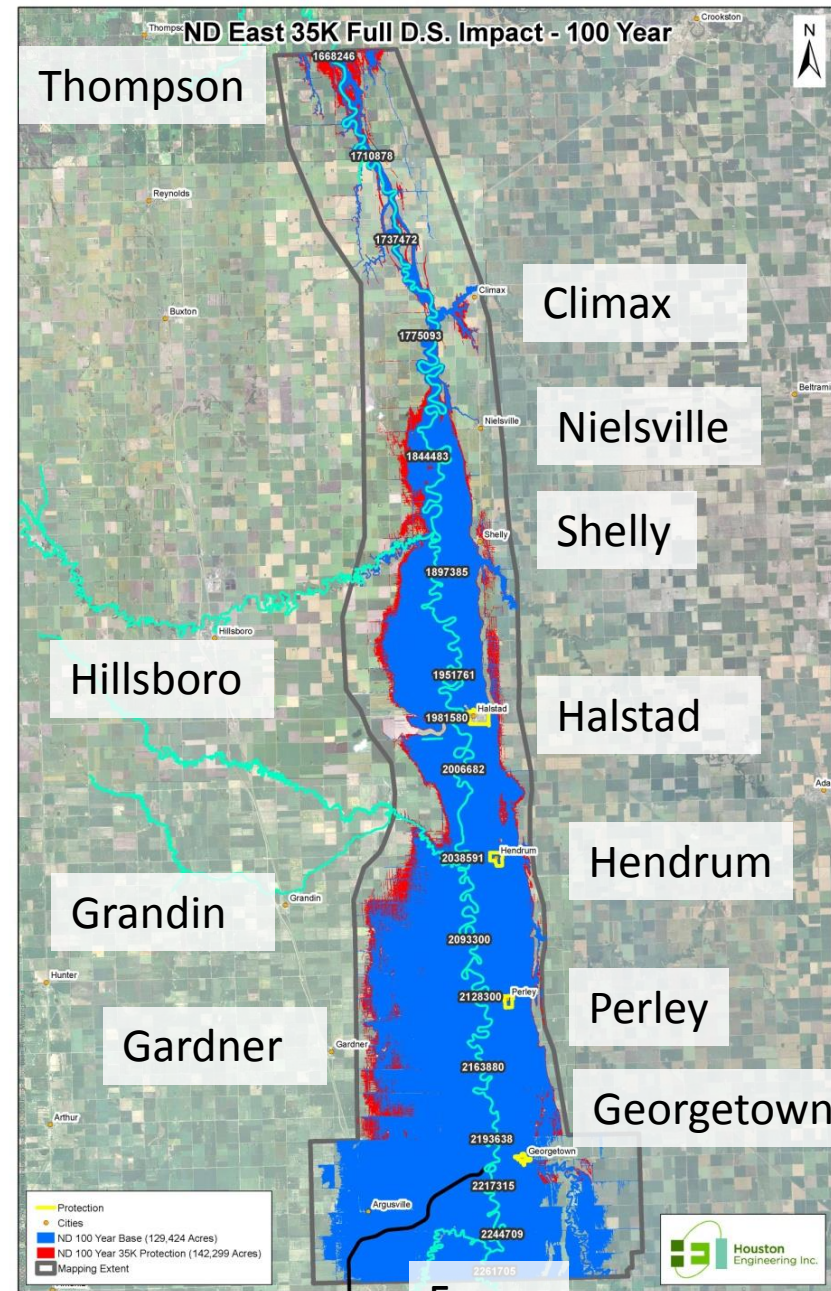 ND East 35K Full D.S. Impact - 100 Year
Crookston
N
Thompson
1668246
1710878
Reynolds
1737472
Climax
Climax
Buxton
1775093
Beltrami
Nielsville
Nielsville
1844483
Shelly
Shelly
1897385
Hillsboro
Hillsboro
1951761
Halstad
Halstad
1981580
2006682
Hendrum
Hendrum
2038591
Grandin
Grandin
2093300
Hunter
2128300
Perley
Perley
Gardner
Gardner
2163880
Georgetown
Arthur
2193638
Georgetown
2217315
Argusville
2244709
2261705
Protection
Cities
ND 100 Year Base (129,424 Acres)
ND 100 Year 35K Protection (142,299 Acres)
Mapping Extent
Houston
Engineering Inc.